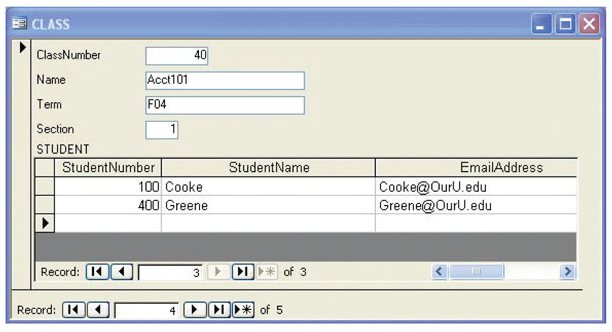 CLASS
ClassNumber 40
Name Acct101
Term F04
Section 1
STUDENT
StudentNumber StudentName EmailAddress
100 Cooke Cooke@OurU.edu
400 Greene Greene@OurU.edu
Record: 3 of 3
Record: 4 of 5